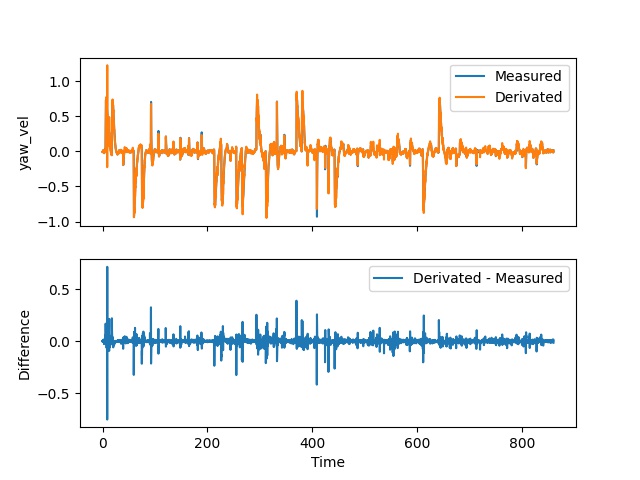 yaw_vel
1.0
0.5
0.0
−0.5
−1.0
Measured
Derivated
Difference
0.5
0.0
−0.5
Derivated - Measured
0
200
400
600
800
Time